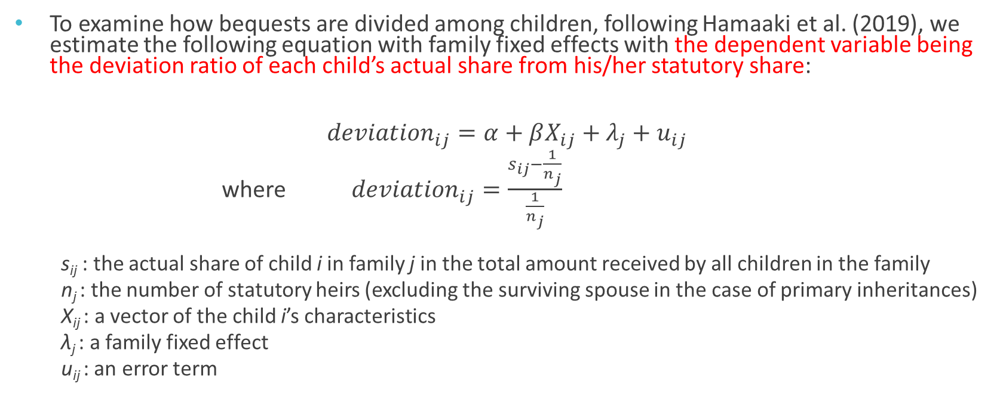 • To examine how bequests are divided among children, following Hamaaki et al. (2019), we
estimate the following equation with family fixed effects with the dependent variable being
the deviation ratio of each child's actual share from his/her statutory share:
deviation_{ij} = α + βX_{ij} + λ_j + u_{ij}
where deviation_{ij} = \frac{s_{ij} - \frac{1}{n_j}}{\frac{1}{n_j}}
s_{ij} : the actual share of child i in family j in the total amount received by all children in the family
n_j : the number of statutory heirs (excluding the surviving spouse in the case of primary inheritances)
X_{ij} : a vector of the child i's characteristics
λ_j : a family fixed effect
u_{ij} : an error term